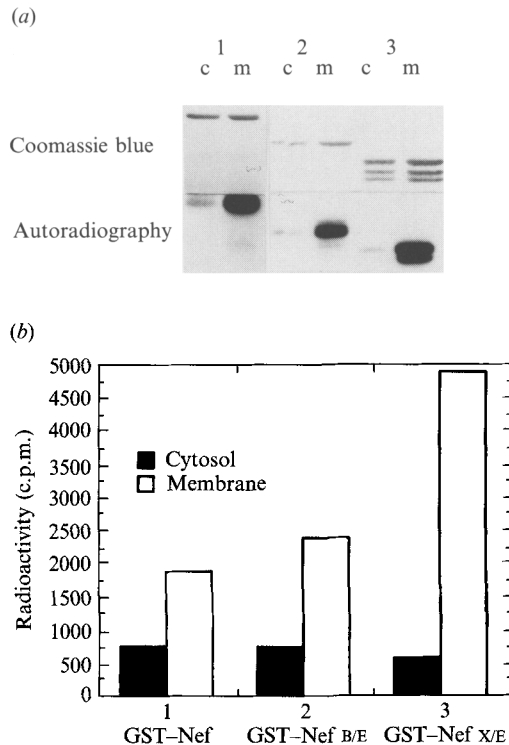 (a)
1 2 3
c m c m c m
Coomassie blue
Autoradiography
(b)
5000
4500
4000
3500
3000
2500
2000
1500
1000
500
0
Radioactivity (c.p.m.)
Cytosol
Membrane
1 2 3
GST–Nef GST–Nef B/E GST–Nef X/E